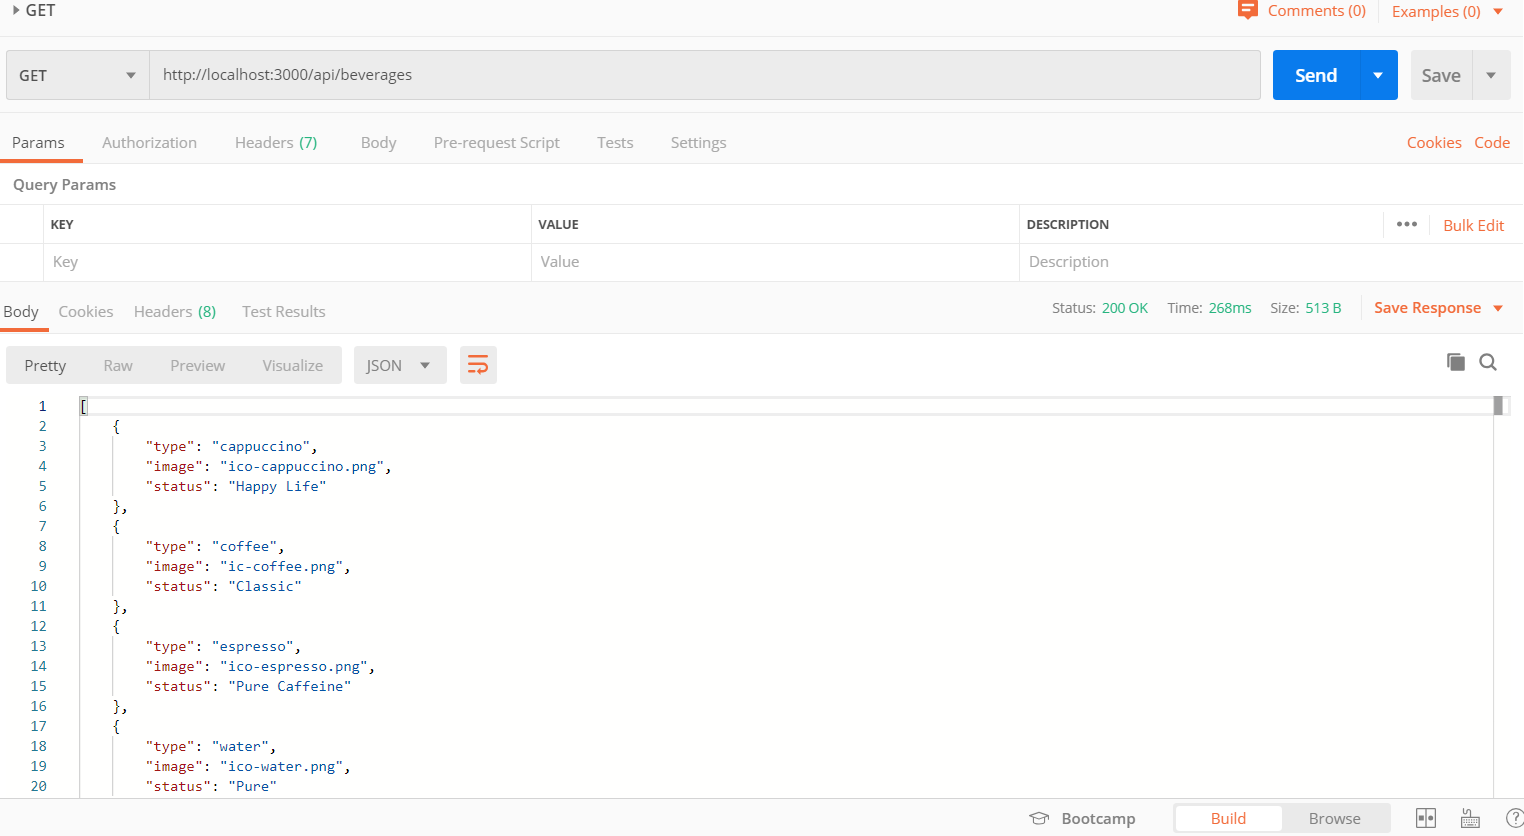 GET
Comments (0) Examples (0)
GET http://localhost:3000/api/beverages Send Save
Params Authorization Headers (7) Body Pre-request Script Tests Settings Cookies Code
Query Params
KEY VALUE DESCRIPTION ••• Bulk Edit
Key Value Description
Body Cookies Headers (8) Test Results Status: 200 OK Time: 268ms Size: 513 B Save Response
Pretty Raw Preview Visualize JSON
1 [
2 {
3 "type": "cappuccino",
4 "image": "ico-cappuccino.png",
5 "status": "Happy Life"
6 },
7 {
8 "type": "coffee",
9 "image": "ic-coffee.png",
10 "status": "Classic"
11 },
12 {
13 "type": "espresso",
14 "image": "ico-espresso.png",
15 "status": "Pure Caffeine"
16 },
17 {
18 "type": "water",
19 "image": "ico-water.png",
20 "status": "Pure"
Bootcamp Build Browse ?